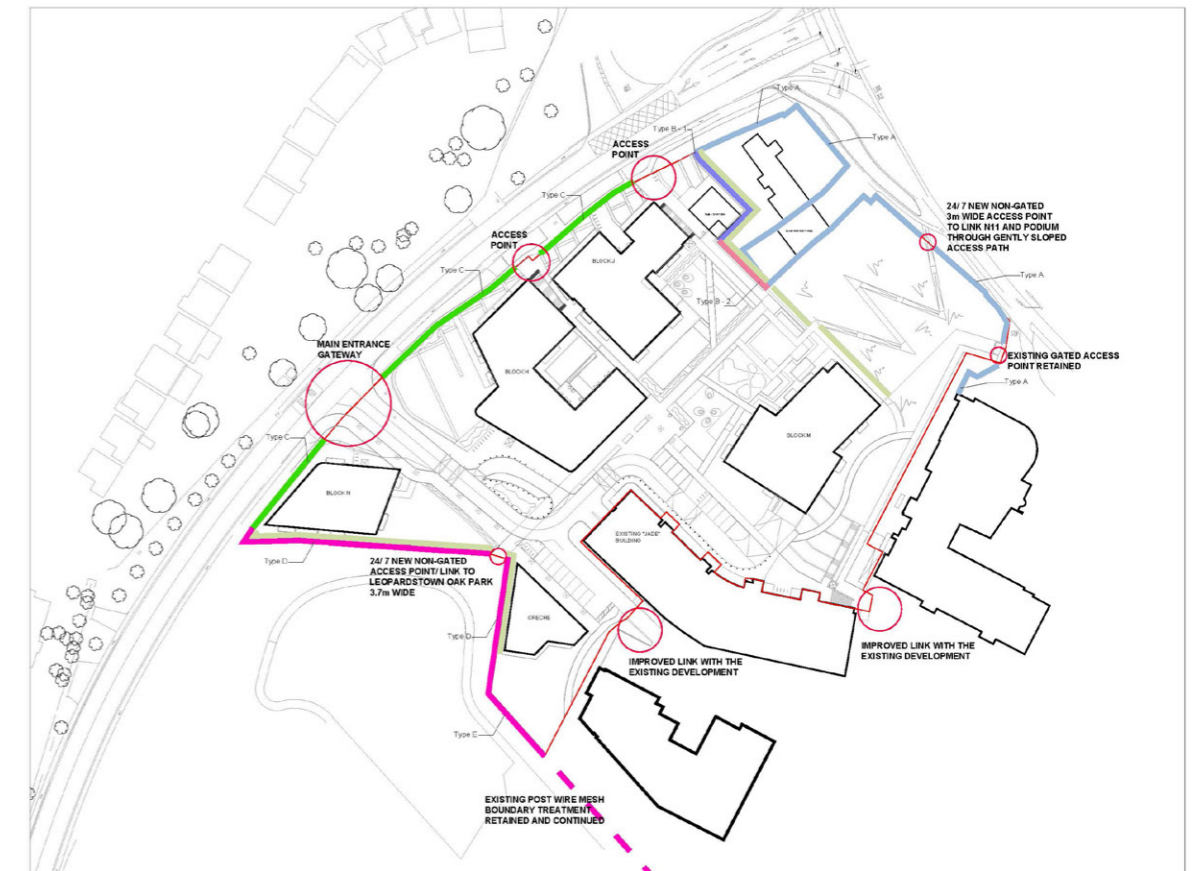 Type A
Type B - 1
Type A
ACCESS
POINT
Type C
24/ 7 NEW NON-GATED
3m WIDE ACCESS POINT
TO LINK N11 AND PODIUM
THROUGH GENTLY SLOPED
ACCESS PATH
ACCESS
POINT
BLOCK J
Type C
Type A
Type B - 2
MAIN ENTRANCE
GATEWAY
EXISTING GATED ACCESS
POINT RETAINED
BLOCK H
Type A
Type C
BLOCK M
BLOCK N
EXISTING "JADE"
BUILDING
Type D
24/ 7 NEW NON-GATED
ACCESS POINT/ LINK TO
LEOPARDSTOWN OAK PARK
3.7m WIDE
CRECHE
Type D
IMPROVED LINK WITH THE
EXISTING DEVELOPMENT
IMPROVED LINK WITH THE
EXISTING DEVELOPMENT
Type E
EXISTING POST WIRE MESH
BOUNDARY TREATMENT
RETAINED AND CONTINUED